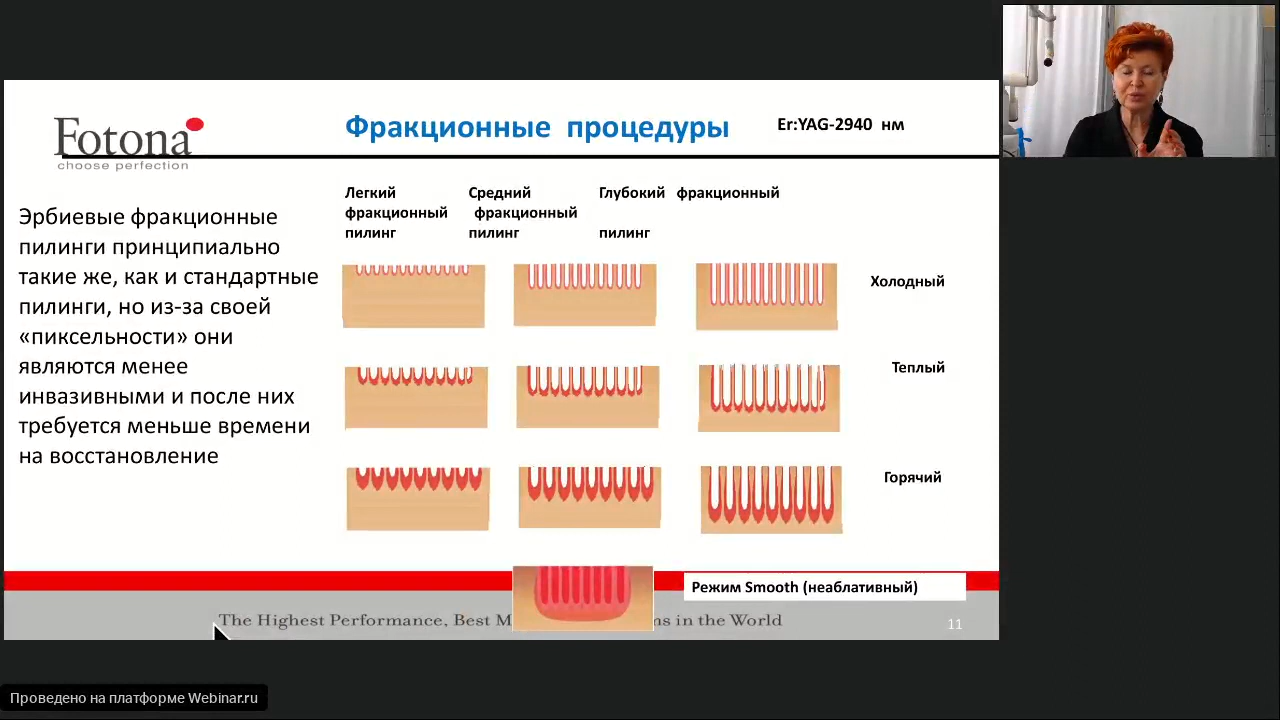 Fotona
choose perfection
Фракционные процедуры
Er:YAG-2940 нм
Эрбиевые фракционные
пилинги принципиально
такие же, как и стандартные
пилинги, но из-за своей
«пиксельности» они
являются менее
инвазивными и после них
требуется меньше времени
на восстановление
Легкий Средний Глубокий фракционный
фракционный фракционный
пилинг пилинг пилинг
Холодный
Теплый
Горячий
Режим Smooth (неаблативный)
The Highest Performance, Best M ns in the World
11
Проведено на платформе Webinar.ru